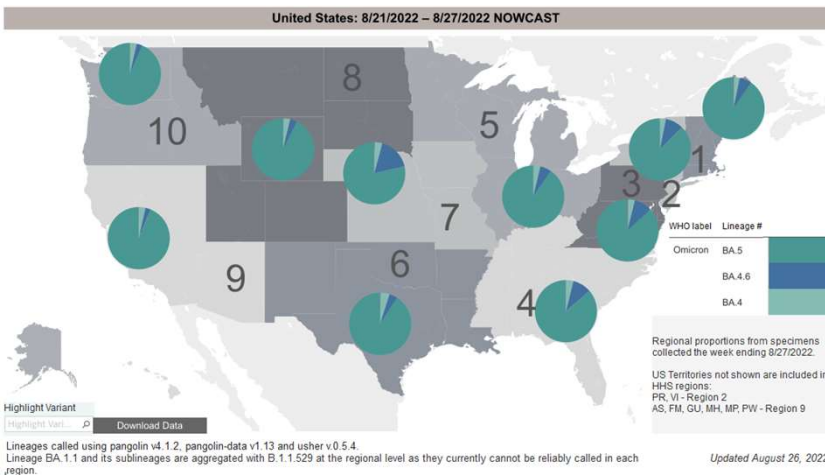 United States: 8/21/2022 – 8/27/2022 NOWCAST
8
10
5
1
3
2
7
6
9
4
WHO label Lineage #
Omicron BA.5
BA.4.6
BA.4
Regional proportions from specimens
collected the week ending 8/27/2022.
US Territories not shown are included in
HHS regions:
PR, VI - Region 2
AS, FM, GU, MH, MP, PW - Region 9
Highlight Variant
Highlight Vari...
Download Data
Lineages called using pangolin v4.1.2, pangolin-data v1.13 and usher v.0.5.4.
Lineage BA.1.1 and its sublineages are aggregated with B.1.1.529 at the regional level as they currently cannot be reliably called in each
region.
Updated August 26, 2022